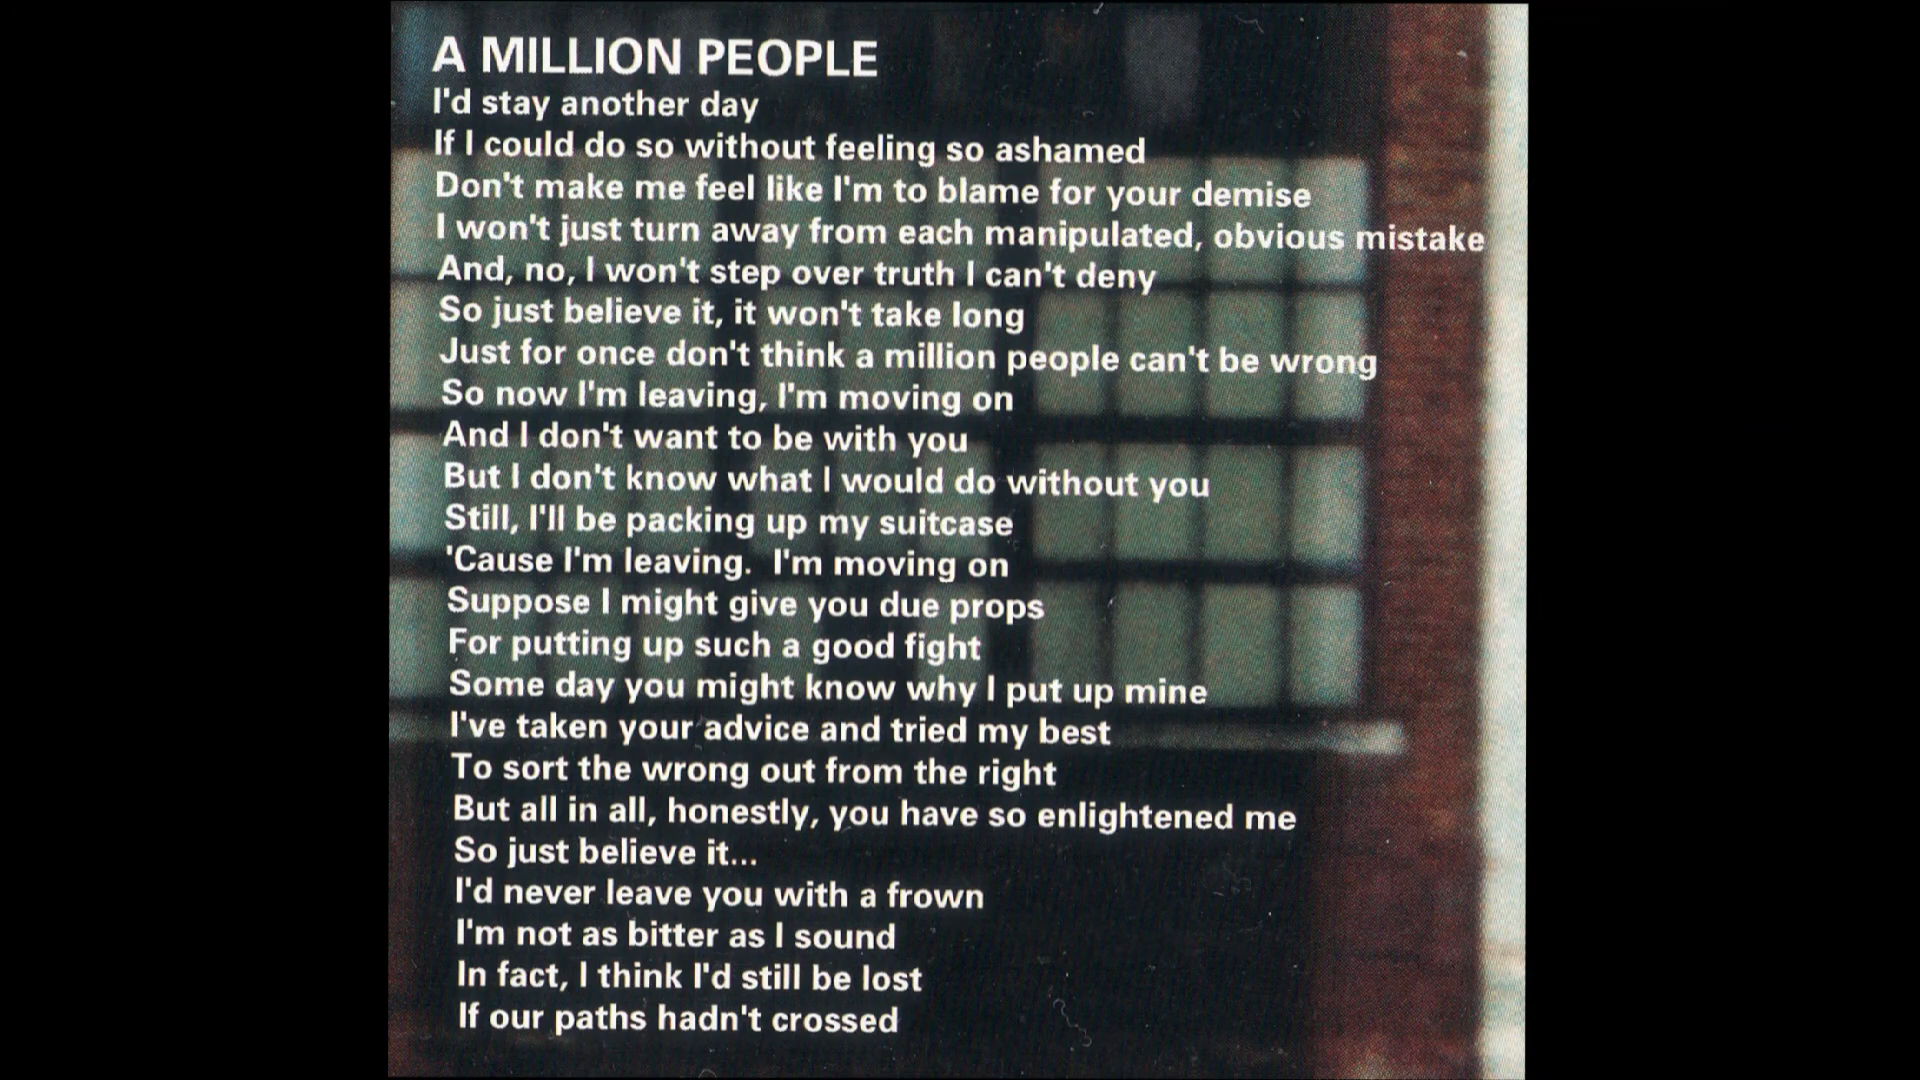 A MILLION PEOPLE
I'd stay another day
If I could do so without feeling so ashamed
Don't make me feel like I'm to blame for your demise
I won't just turn away from each manipulated, obvious mistake
And, no, I won't step over truth I can't deny
So just believe it, it won't take long
Just for once don't think a million people can't be wrong
So now I'm leaving, I'm moving on
And I don't want to be with you
But I don't know what I would do without you
Still, I'll be packing up my suitcase
'Cause I'm leaving.  I'm moving on
Suppose I might give you due props
For putting up such a good fight
Some day you might know why I put up mine
I've taken your advice and tried my best
To sort the wrong out from the right
But all in all, honestly, you have so enlightened me
So just believe it...
I'd never leave you with a frown
I'm not as bitter as I sound
In fact, I think I'd still be lost
If our paths hadn't crossed